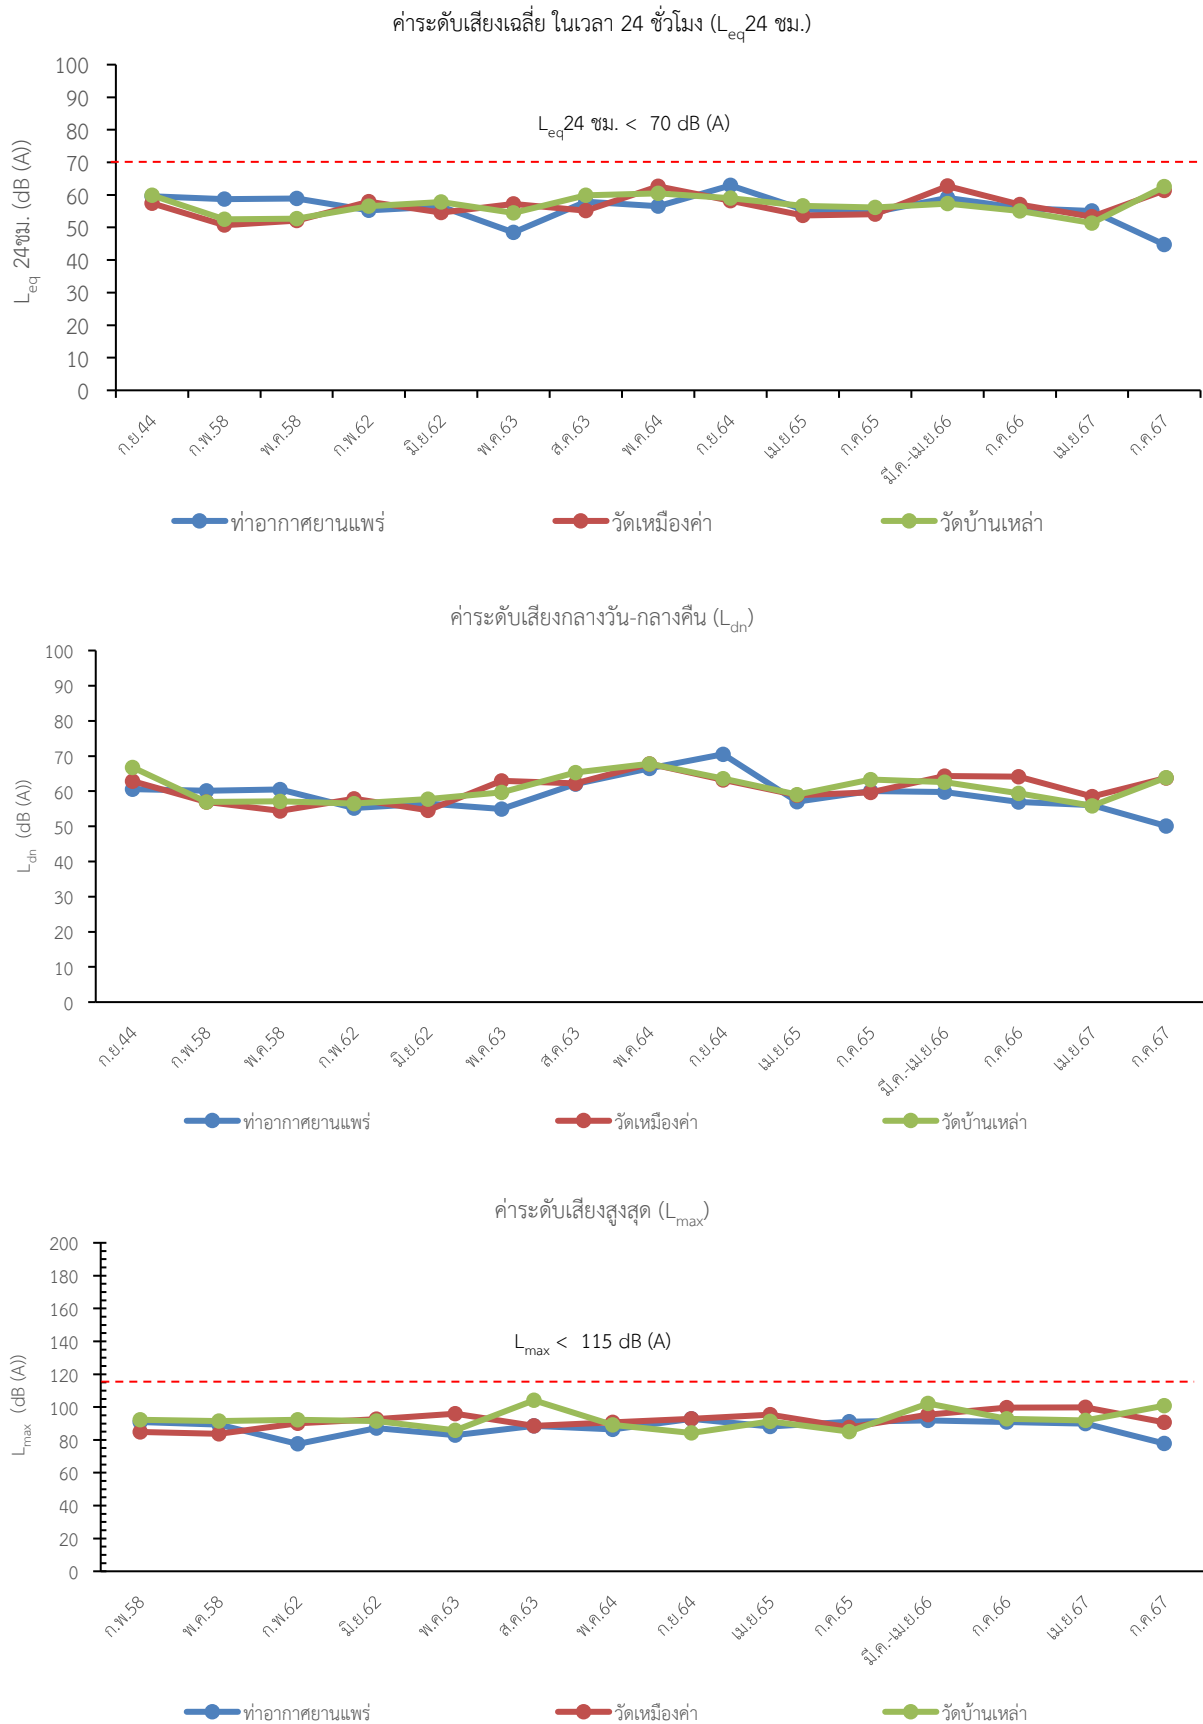 ค่าระดับเสียงเฉลี่ย ในเวลา 24 ชั่วโมง (Leq24 ชม.)
100
90
80
70
60
50
40
30
20
10
0
Leq 24ชม. (dB (A))
Leq24 ชม. < 70 dB (A)
ก.ย.44
ก.พ.58
พ.ค.58
ก.พ.62
มิ.ย.62
พ.ค.63
ส.ค.63
พ.ค.64
ก.ย.64
เม.ย.65
ก.ค.65
มี.ค.-เม.ย.66
ก.ค.66
เม.ย.67
ก.ค.67
ท่าอากาศยานแพร่
วัดเหมืองค่า
วัดบ้านเหล่า
ค่าระดับเสียงกลางวัน-กลางคืน (Ldn)
100
90
80
70
60
50
40
30
20
10
0
Ldn (dB (A))
ก.ย.44
ก.พ.58
พ.ค.58
ก.พ.62
มิ.ย.62
พ.ค.63
ส.ค.63
พ.ค.64
ก.ย.64
เม.ย.65
ก.ค.65
มี.ค.-เม.ย.66
ก.ค.66
เม.ย.67
ก.ค.67
ท่าอากาศยานแพร่
วัดเหมืองค่า
วัดบ้านเหล่า
ค่าระดับเสียงสูงสุด (Lmax)
200
180
160
140
120
100
80
60
40
20
0
Lmax (dB (A))
Lmax < 115 dB (A)
ก.พ.58
พ.ค.58
ก.พ.62
มิ.ย.62
พ.ค.63
ส.ค.63
พ.ค.64
ก.ย.64
เม.ย.65
ก.ค.65
มี.ค.-เม.ย.66
ก.ค.66
เม.ย.67
ก.ค.67
ท่าอากาศยานแพร่
วัดเหมืองค่า
วัดบ้านเหล่า